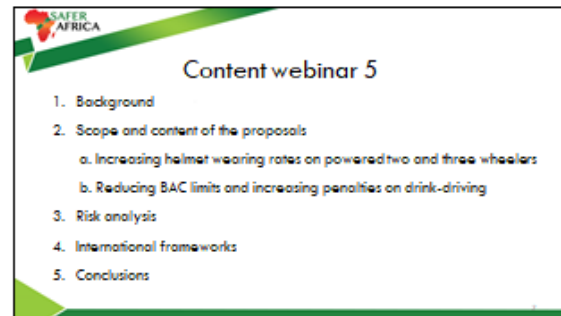 SAFER
AFRICA
Content webinar 5
1. Background
2. Scope and content of the proposals
a. Increasing helmet wearing rates on powered two and three wheelers
b. Reducing BAC limits and increasing penalties on drink-driving
3. Risk analysis
4. International frameworks
5. Conclusions